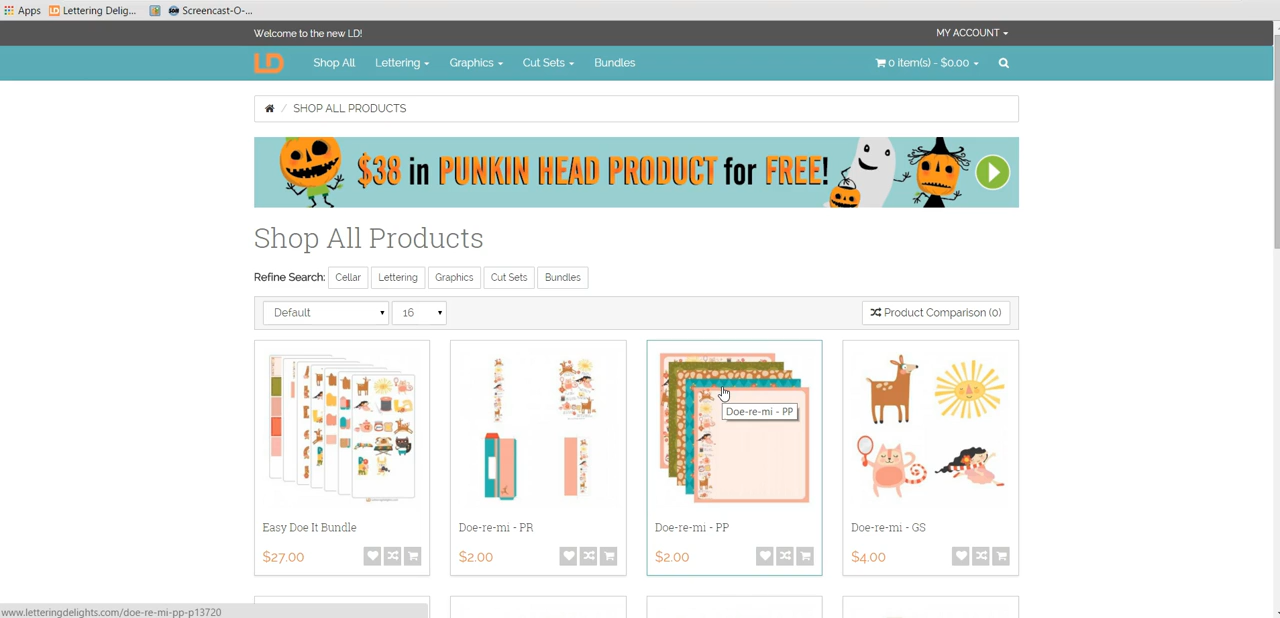 Apps LD Lettering Delig... Screencast-O-...
Welcome to the new LD! MY ACCOUNT
LD Shop All Lettering Graphics Cut Sets Bundles 0 item(s) - $0.00
/ SHOP ALL PRODUCTS
$38 in PUNKIN HEAD PRODUCT for FREE!
Shop All Products
Refine Search: Cellar Lettering Graphics Cut Sets Bundles
Default 16 Product Comparison (0)
Doe-re-mi - PP
Easy Doe It Bundle Doe-re-mi - PR Doe-re-mi - PP Doe-re-mi - GS
$27.00 $2.00 $2.00 $4.00
www.letteringdelights.com/doe-re-mi-pp-p13720